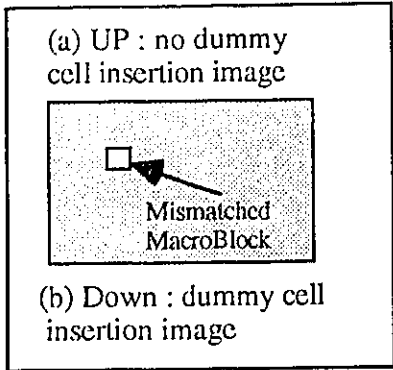 (a) UP : no dummy
cell insertion image
Mismatched
MacroBlock
(b) Down : dummy cell
insertion image